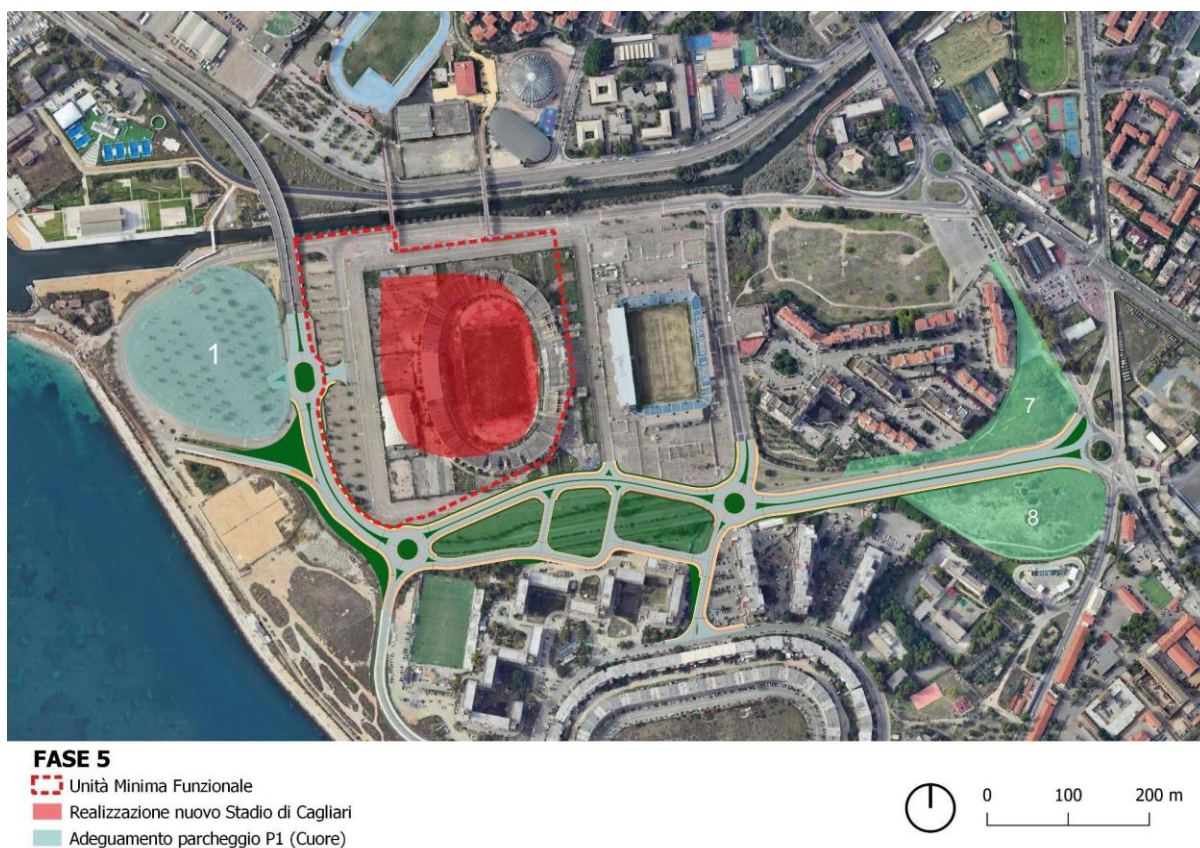 1
7
8
FASE 5
Unità Minima Funzionale
Realizzazione nuovo Stadio di Cagliari
Adeguamento parcheggio P1 (Cuore)
0 100 200 m